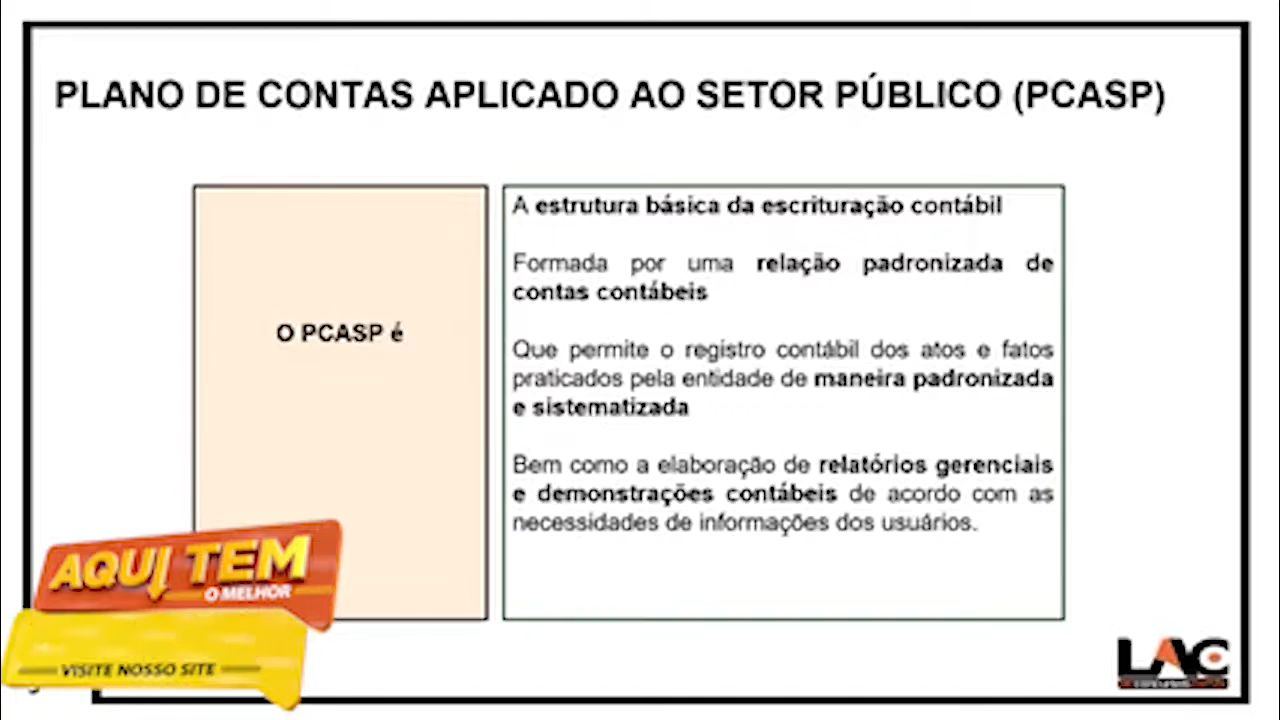 PLANO DE CONTAS APLICADO AO SETOR PÚBLICO (PCASP)
O PCASP é
A estrutura básica da escrituração contábil
Formada por uma relação padronizada de
contas contábeis
Que permite o registro contábil dos atos e fatos
praticados pela entidade de maneira padronizada
e sistematizada
Bem como a elaboração de relatórios gerenciais
e demonstrações contábeis de acordo com as
necessidades de informações dos usuários.
AQUI TEM
O MELHOR
VISITE NOSSO SITE
LAC